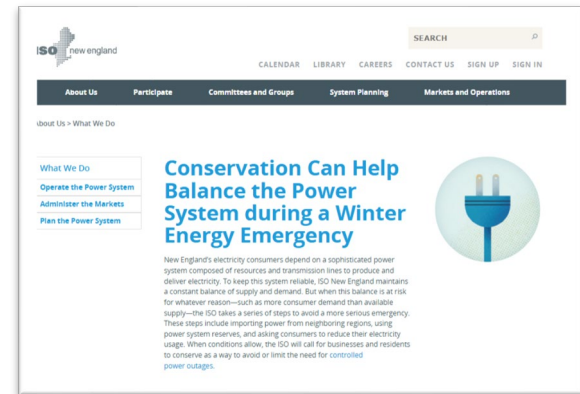 SEARCH
ISO new england
CALENDAR LIBRARY CAREERS CONTACT US SIGN UP SIGN IN
About Us Participate Committees and Groups System Planning Markets and Operations
About Us > What We Do
What We Do
Operate the Power System
Administer the Markets
Plan the Power System
Conservation Can Help
Balance the Power
System during a Winter
Energy Emergency
New England's electricity consumers depend on a sophisticated power
system composed of resources and transmission lines to produce and
deliver electricity. To keep this system reliable, ISO New England maintains
a constant balance of supply and demand. But when this balance is at risk
for whatever reason—such as more consumer demand than available
supply—the ISO takes a series of steps to avoid a more serious emergency.
These steps include importing power from neighboring regions, using
power system reserves, and asking consumers to reduce their electricity
usage. When conditions allow, the ISO will call for businesses and residents
to conserve as a way to avoid or limit the need for controlled
power outages.